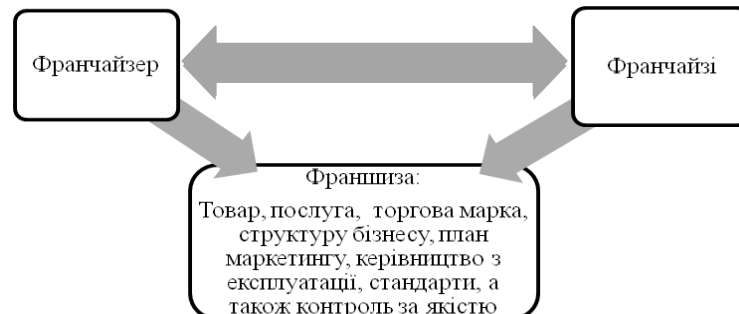 Франчайзер
Франчайзі
Франшиза:
Товар, послуга, торгова марка,
структуру бізнесу, план
маркетингу, керівництво з
експлуатації, стандарти, а
також контроль за якістю